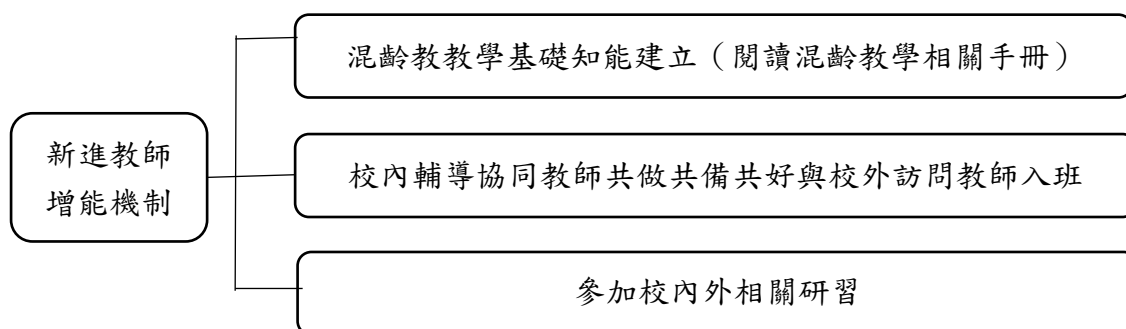 混齡教教學基礎知能建立（閱讀混齡教學相關手冊）
新進教師
增能機制
校內輔導協同教師共做共備共好與校外訪問教師入班
參加校內外相關研習